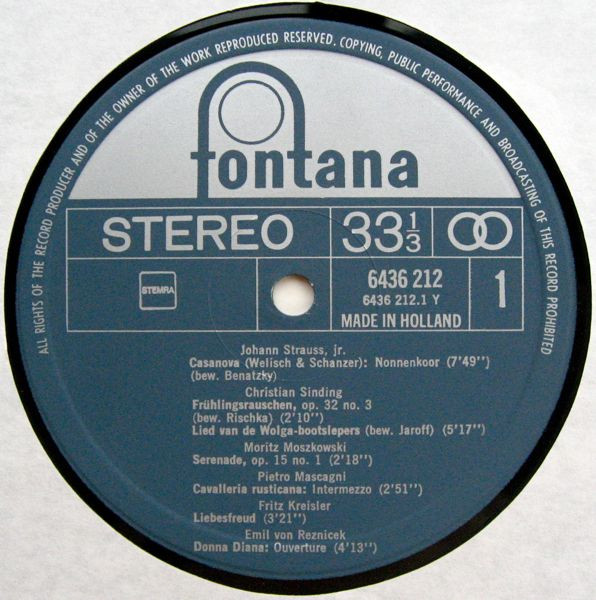 ALL RIGHTS OF THE RECORD PRODUCER AND OF THE OWNER OF THE WORK REPRODUCED RESERVED. COPYING, PUBLIC PERFORMANCE AND BROADCASTING OF THIS RECORD PROHIBITED
fontana
STEREO 33 1/3
STEMRA
6436 212
6436 212.1 Y
MADE IN HOLLAND
1
Johann Strauss, jr.
Casanova (Welisch & Schanzer): Nonnenkoor (7'49'')
(bew. Benatzky)
Christian Sinding
Frühlingsrauschen, op. 32 no. 3
(bew. Rischka) (2'10'')
Lied van de Wolga-bootslepers (bew. Jaroff) (5'17'')
Moritz Moszkowski
Serenade, op. 15 no. 1 (2'18'')
Pietro Mascagni
Cavalleria rusticana: Intermezzo (2'51'')
Fritz Kreisler
Liebesfreud (3'21'')
Emil von Reznicek
Donna Diana: Ouverture (4'13'')